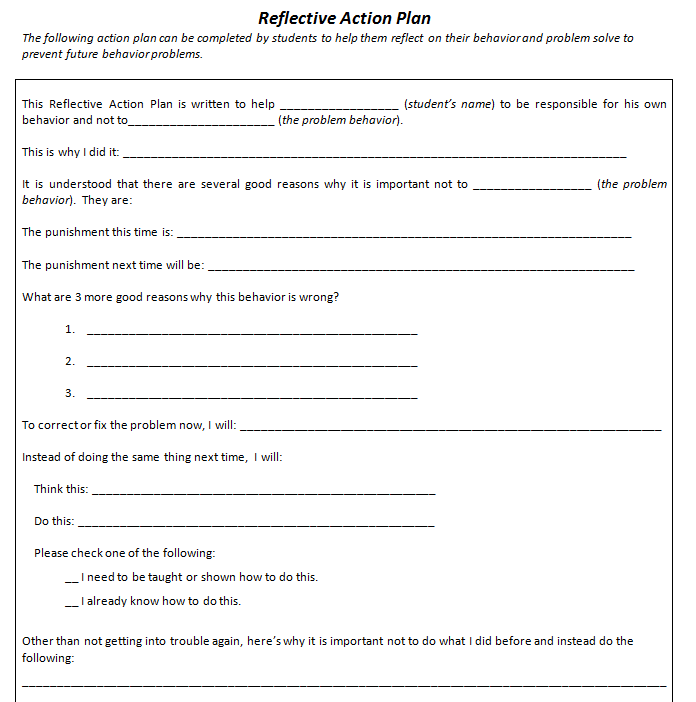 Reflective Action Plan
The following action plan can be completed by students to help them reflect on their behavior and problem solve to
prevent future behavior problems.
This Reflective Action Plan is written to help _________________ (student's name) to be responsible for his own
behavior and not to_____________________ (the problem behavior).
This is why I did it: ________________________________________________________________________
It is understood that there are several good reasons why it is important not to _________________ (the problem
behavior). They are:
The punishment this time is: _________________________________________________________________
The punishment next time will be: _____________________________________________________________
What are 3 more good reasons why this behavior is wrong?
1. _______________________________________________
2. _______________________________________________
3. _______________________________________________
To correct or fix the problem now, I will: ____________________________________________________________
Instead of doing the same thing next time, I will:
Think this: _________________________________________________
Do this: ___________________________________________________
Please check one of the following:
__ I need to be taught or shown how to do this.
__ I already know how to do this.
Other than not getting into trouble again, here's why it is important not to do what I did before and instead do the
following:
____________________________________________________________________________________________